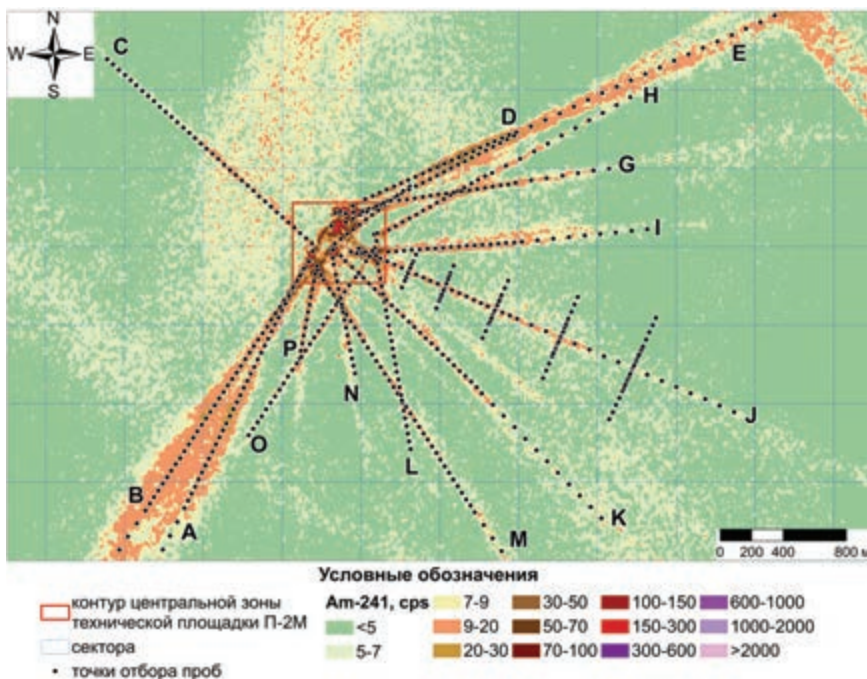 N
W E
S
C
E
D
H
G
I
P
N
J
O
L
B
A
K
M
0 200 400 800 м
Условные обозначения
контур центральной зоны
технической площадки П-2М
сектора
точки отбора проб
Am-241, cps
<5
5-7
7-9
9-20
20-30
30-50
50-70
70-100
100-150
150-300
300-600
600-1000
1000-2000
>2000